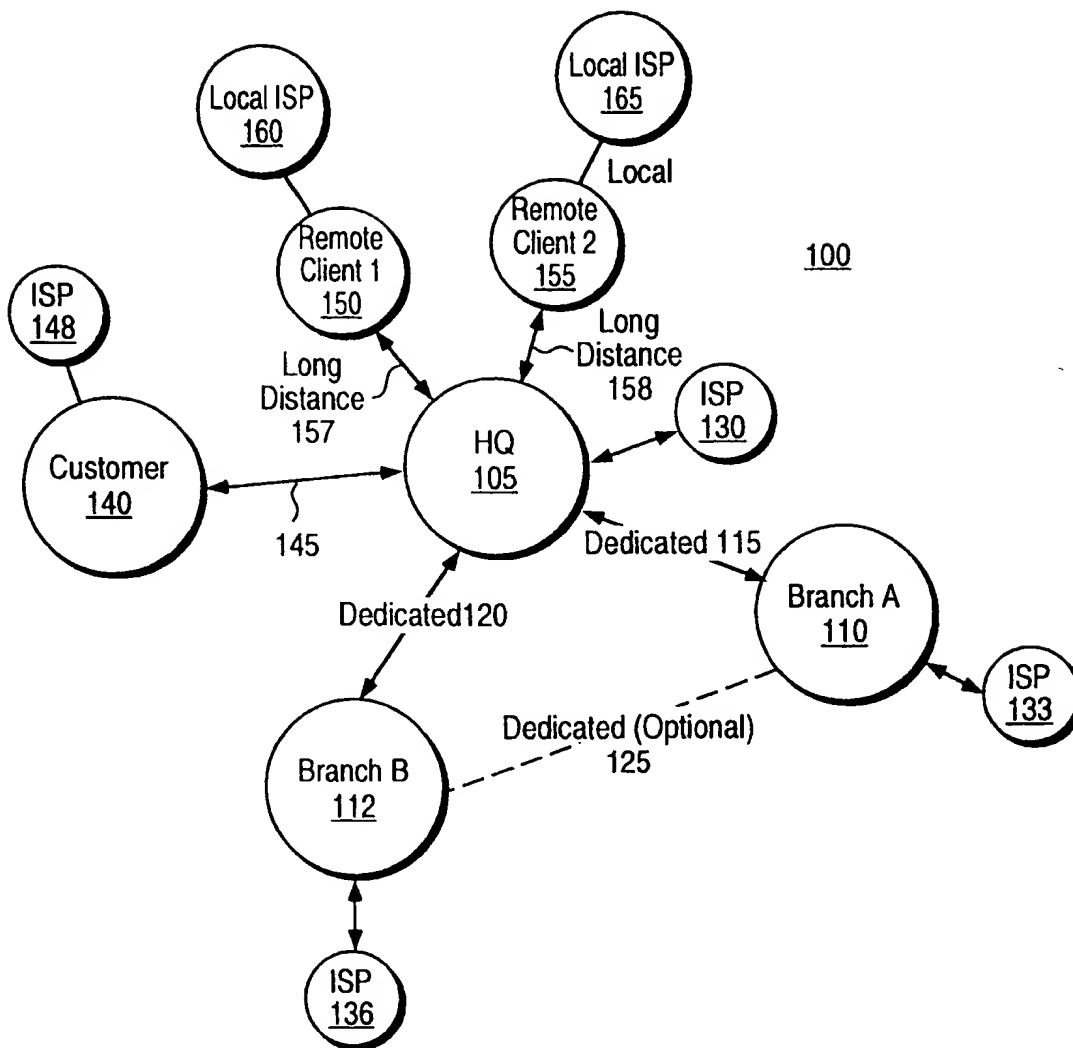 Local ISP
160
Local ISP
165
Local
Remote
Client 1
150
Remote
Client 2
155
100
ISP
148
Long
Distance
157
Long
Distance
158
ISP
130
HQ
105
Customer
140
145
Dedicated 115
Branch A
110
Dedicated120
ISP
133
Dedicated (Optional)
125
Branch B
112
ISP
136